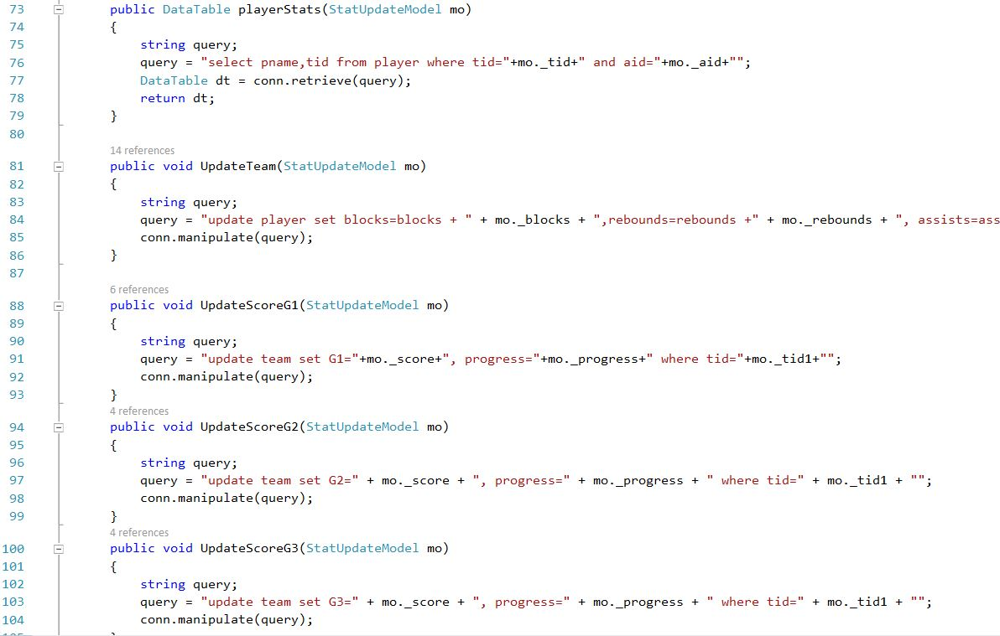 73 public DataTable playerStats(StatUpdateModel mo)
74 {
75 string query;
76 query = "select pname,tid from player where tid="+mo._tid+" and aid="+mo._aid+"";
77 DataTable dt = conn.retrieve(query);
78 return dt;
79 }
80
14 references
81 public void UpdateTeam(StatUpdateModel mo)
82 {
83 string query;
84 query = "update player set blocks=blocks + " + mo._blocks + ",rebounds=rebounds +" + mo._rebounds + ", assists=ass
85 conn.manipulate(query);
86 }
87
6 references
88 public void UpdateScoreG1(StatUpdateModel mo)
89 {
90 string query;
91 query = "update team set G1="+mo._score+", progress="+mo._progress+" where tid="+mo._tid1+"";
92 conn.manipulate(query);
93 }
4 references
94 public void UpdateScoreG2(StatUpdateModel mo)
95 {
96 string query;
97 query = "update team set G2=" + mo._score + ", progress=" + mo._progress + " where tid=" + mo._tid1 + "";
98 conn.manipulate(query);
99 }
4 references
100 public void UpdateScoreG3(StatUpdateModel mo)
101 {
102 string query;
103 query = "update team set G3=" + mo._score + ", progress=" + mo._progress + " where tid=" + mo._tid1 + "";
104 conn.manipulate(query);